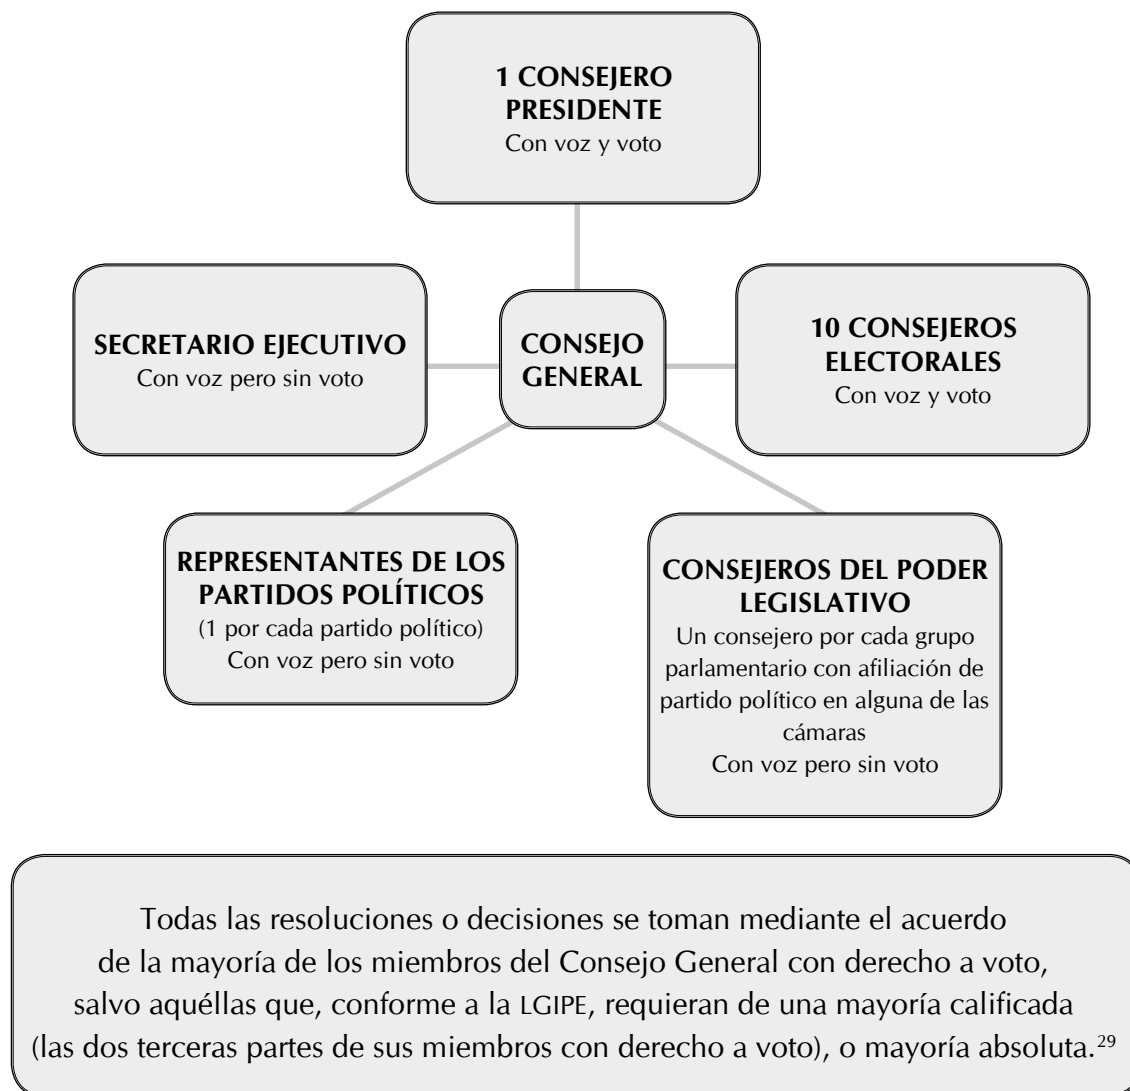 1 CONSEJERO
PRESIDENTE
Con voz y voto
SECRETARIO EJECUTIVO
Con voz pero sin voto
CONSEJO
GENERAL
10 CONSEJEROS
ELECTORALES
Con voz y voto
REPRESENTANTES DE LOS
PARTIDOS POLÍTICOS
(1 por cada partido político)
Con voz pero sin voto
CONSEJEROS DEL PODER
LEGISLATIVO
Un consejero por cada grupo
parlamentario con afiliación de
partido político en alguna de las
cámaras
Con voz pero sin voto
Todas las resoluciones o decisiones se toman mediante el acuerdo
de la mayoría de los miembros del Consejo General con derecho a voto,
salvo aquéllas que, conforme a la LGIPE, requieran de una mayoría calificada
(las dos terceras partes de sus miembros con derecho a voto), o mayoría absoluta.²⁹